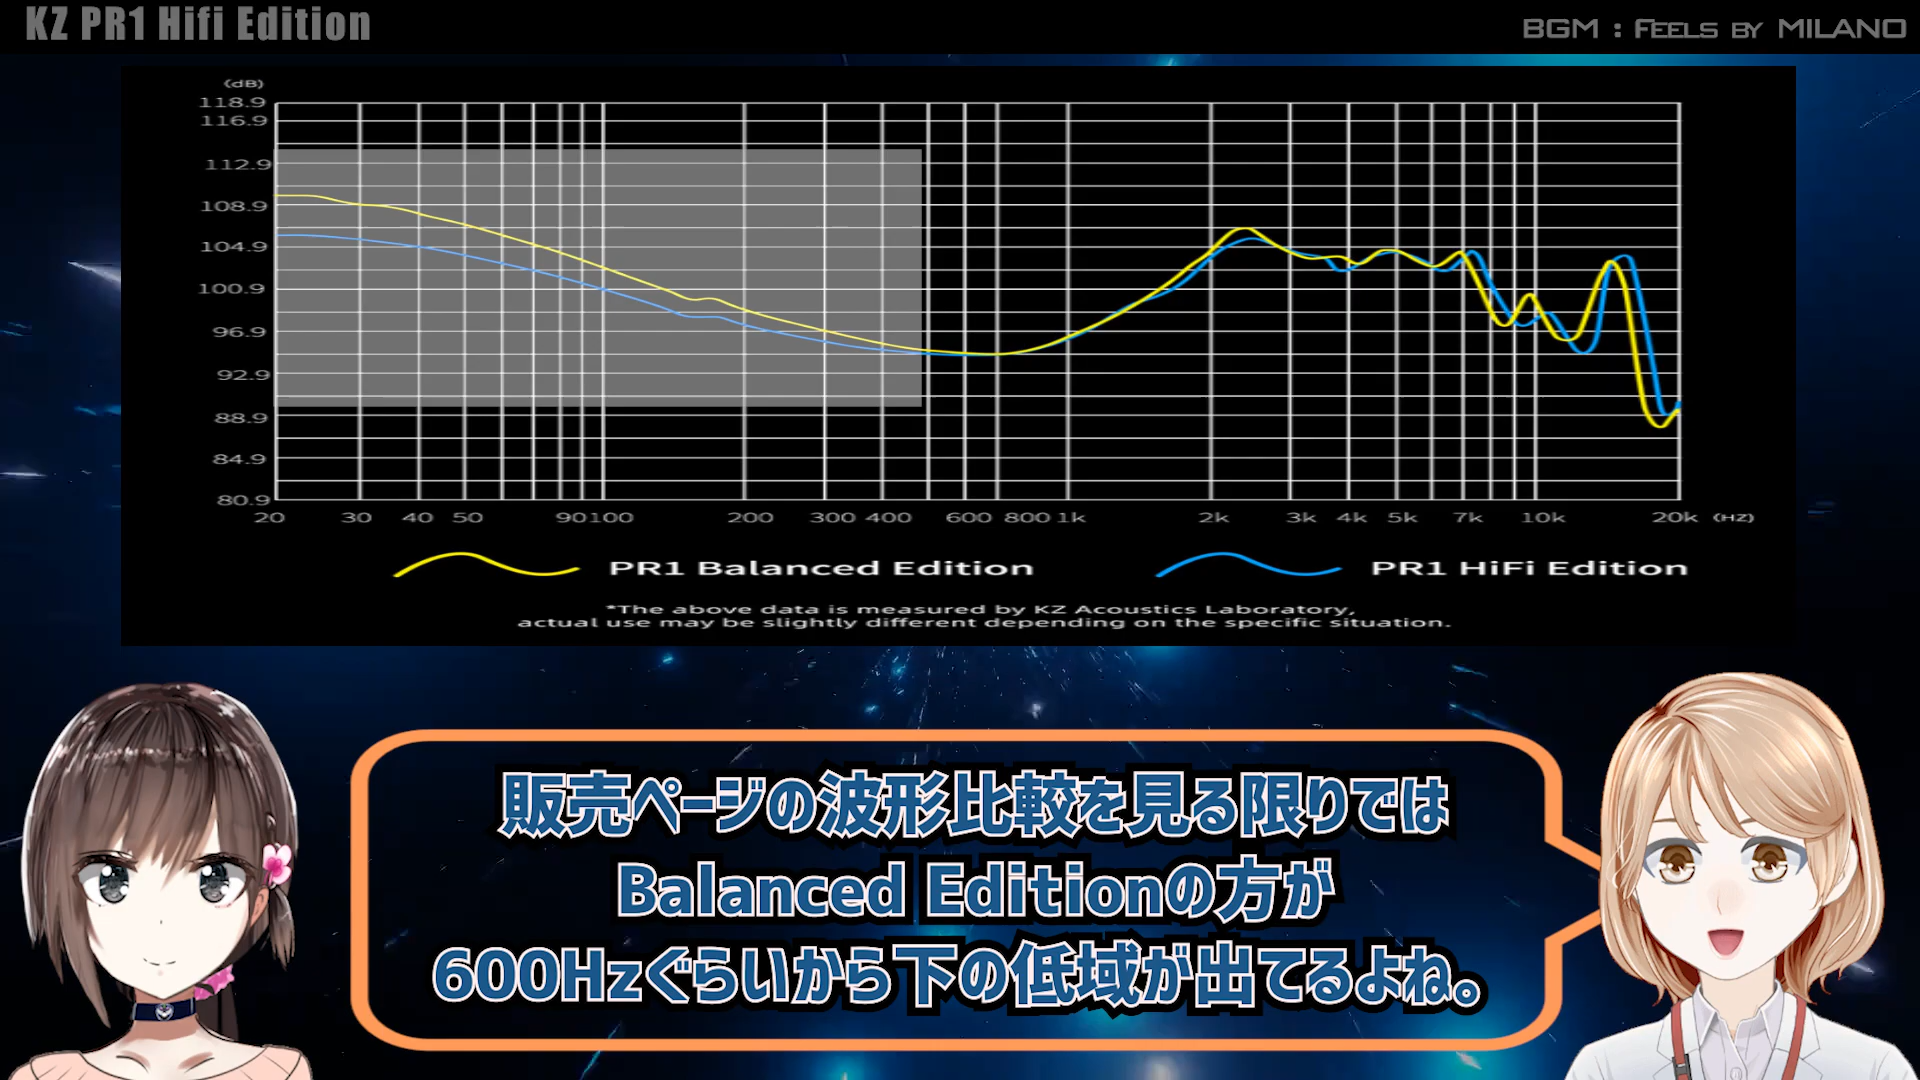 KZ PR1 Hifi Edition
BGM : Feels by MILANO
(dB)
118.9
116.9
112.9
108.9
104.9
100.9
96.9
92.9
88.9
84.9
80.9
20 30 40 50 90 100 200 300 400 600 800 1k 2k 3k 4k 5k 7k 10k 20k (HZ)
PR1 Balanced Edition PR1 HiFi Edition
*The above data is measured by KZ Acoustics Laboratory,
actual use may be slightly different depending on the specific situation.
販売ページの波形比較を見る限りでは
Balanced Editionの方が
600Hzぐらいから下の低域が出てるよね。